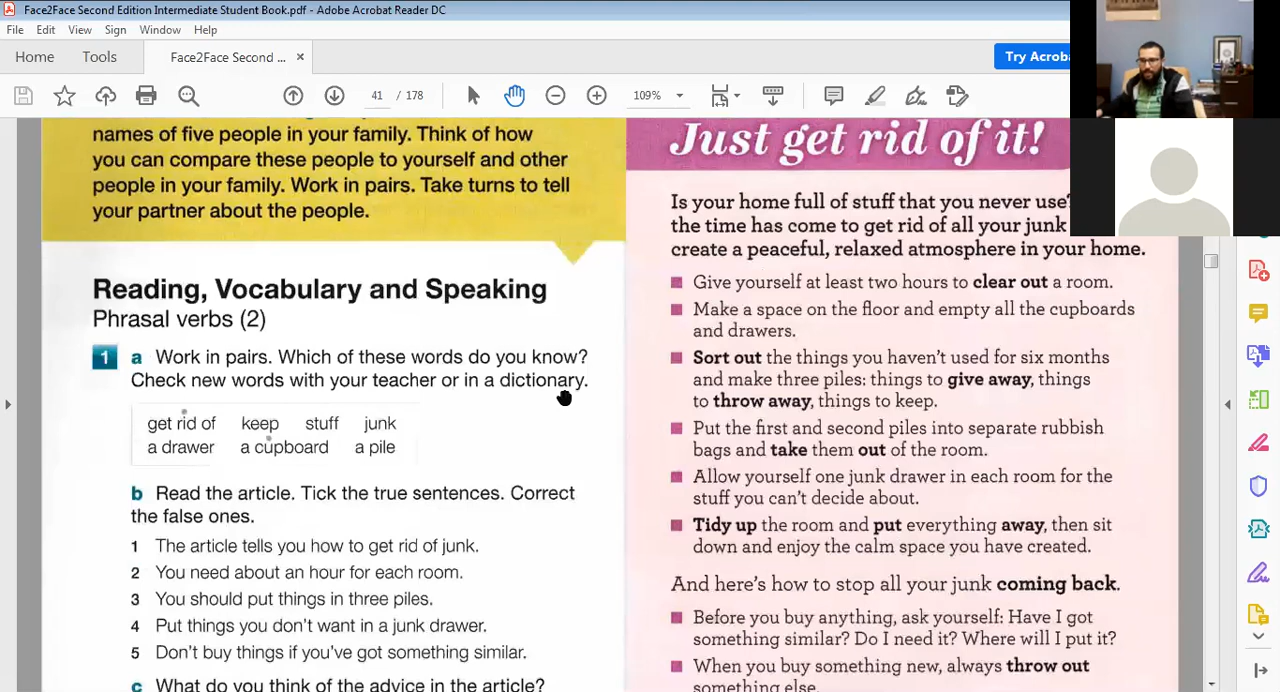 Face2Face Second Edition Intermediate Student Book.pdf - Adobe Acrobat Reader DC
File Edit View Sign Window Help
Home Tools Face2Face Second ... × Try Acroba
41 / 178 109%
names of five people in your family. Think of how
you can compare these people to yourself and other
people in your family. Work in pairs. Take turns to tell
your partner about the people.
Reading, Vocabulary and Speaking
Phrasal verbs (2)
1 a Work in pairs. Which of these words do you know?
Check new words with your teacher or in a dictionary.
get rid of keep stuff junk
a drawer a cupboard a pile
b Read the article. Tick the true sentences. Correct
the false ones.
1 The article tells you how to get rid of junk.
2 You need about an hour for each room.
3 You should put things in three piles.
4 Put things you don't want in a junk drawer.
5 Don't buy things if you've got something similar.
c What do you think of the advice in the article?
Just get rid of it!
Is your home full of stuff that you never use?
the time has come to get rid of all your junk
create a peaceful, relaxed atmosphere in your home.
Give yourself at least two hours to clear out a room.
Make a space on the floor and empty all the cupboards
and drawers.
Sort out the things you haven't used for six months
and make three piles: things to give away, things
to throw away, things to keep.
Put the first and second piles into separate rubbish
bags and take them out of the room.
Allow yourself one junk drawer in each room for the
stuff you can't decide about.
Tidy up the room and put everything away, then sit
down and enjoy the calm space you have created.
And here's how to stop all your junk coming back.
Before you buy anything, ask yourself: Have I got
something similar? Do I need it? Where will I put it?
When you buy something new, always throw out
something else.